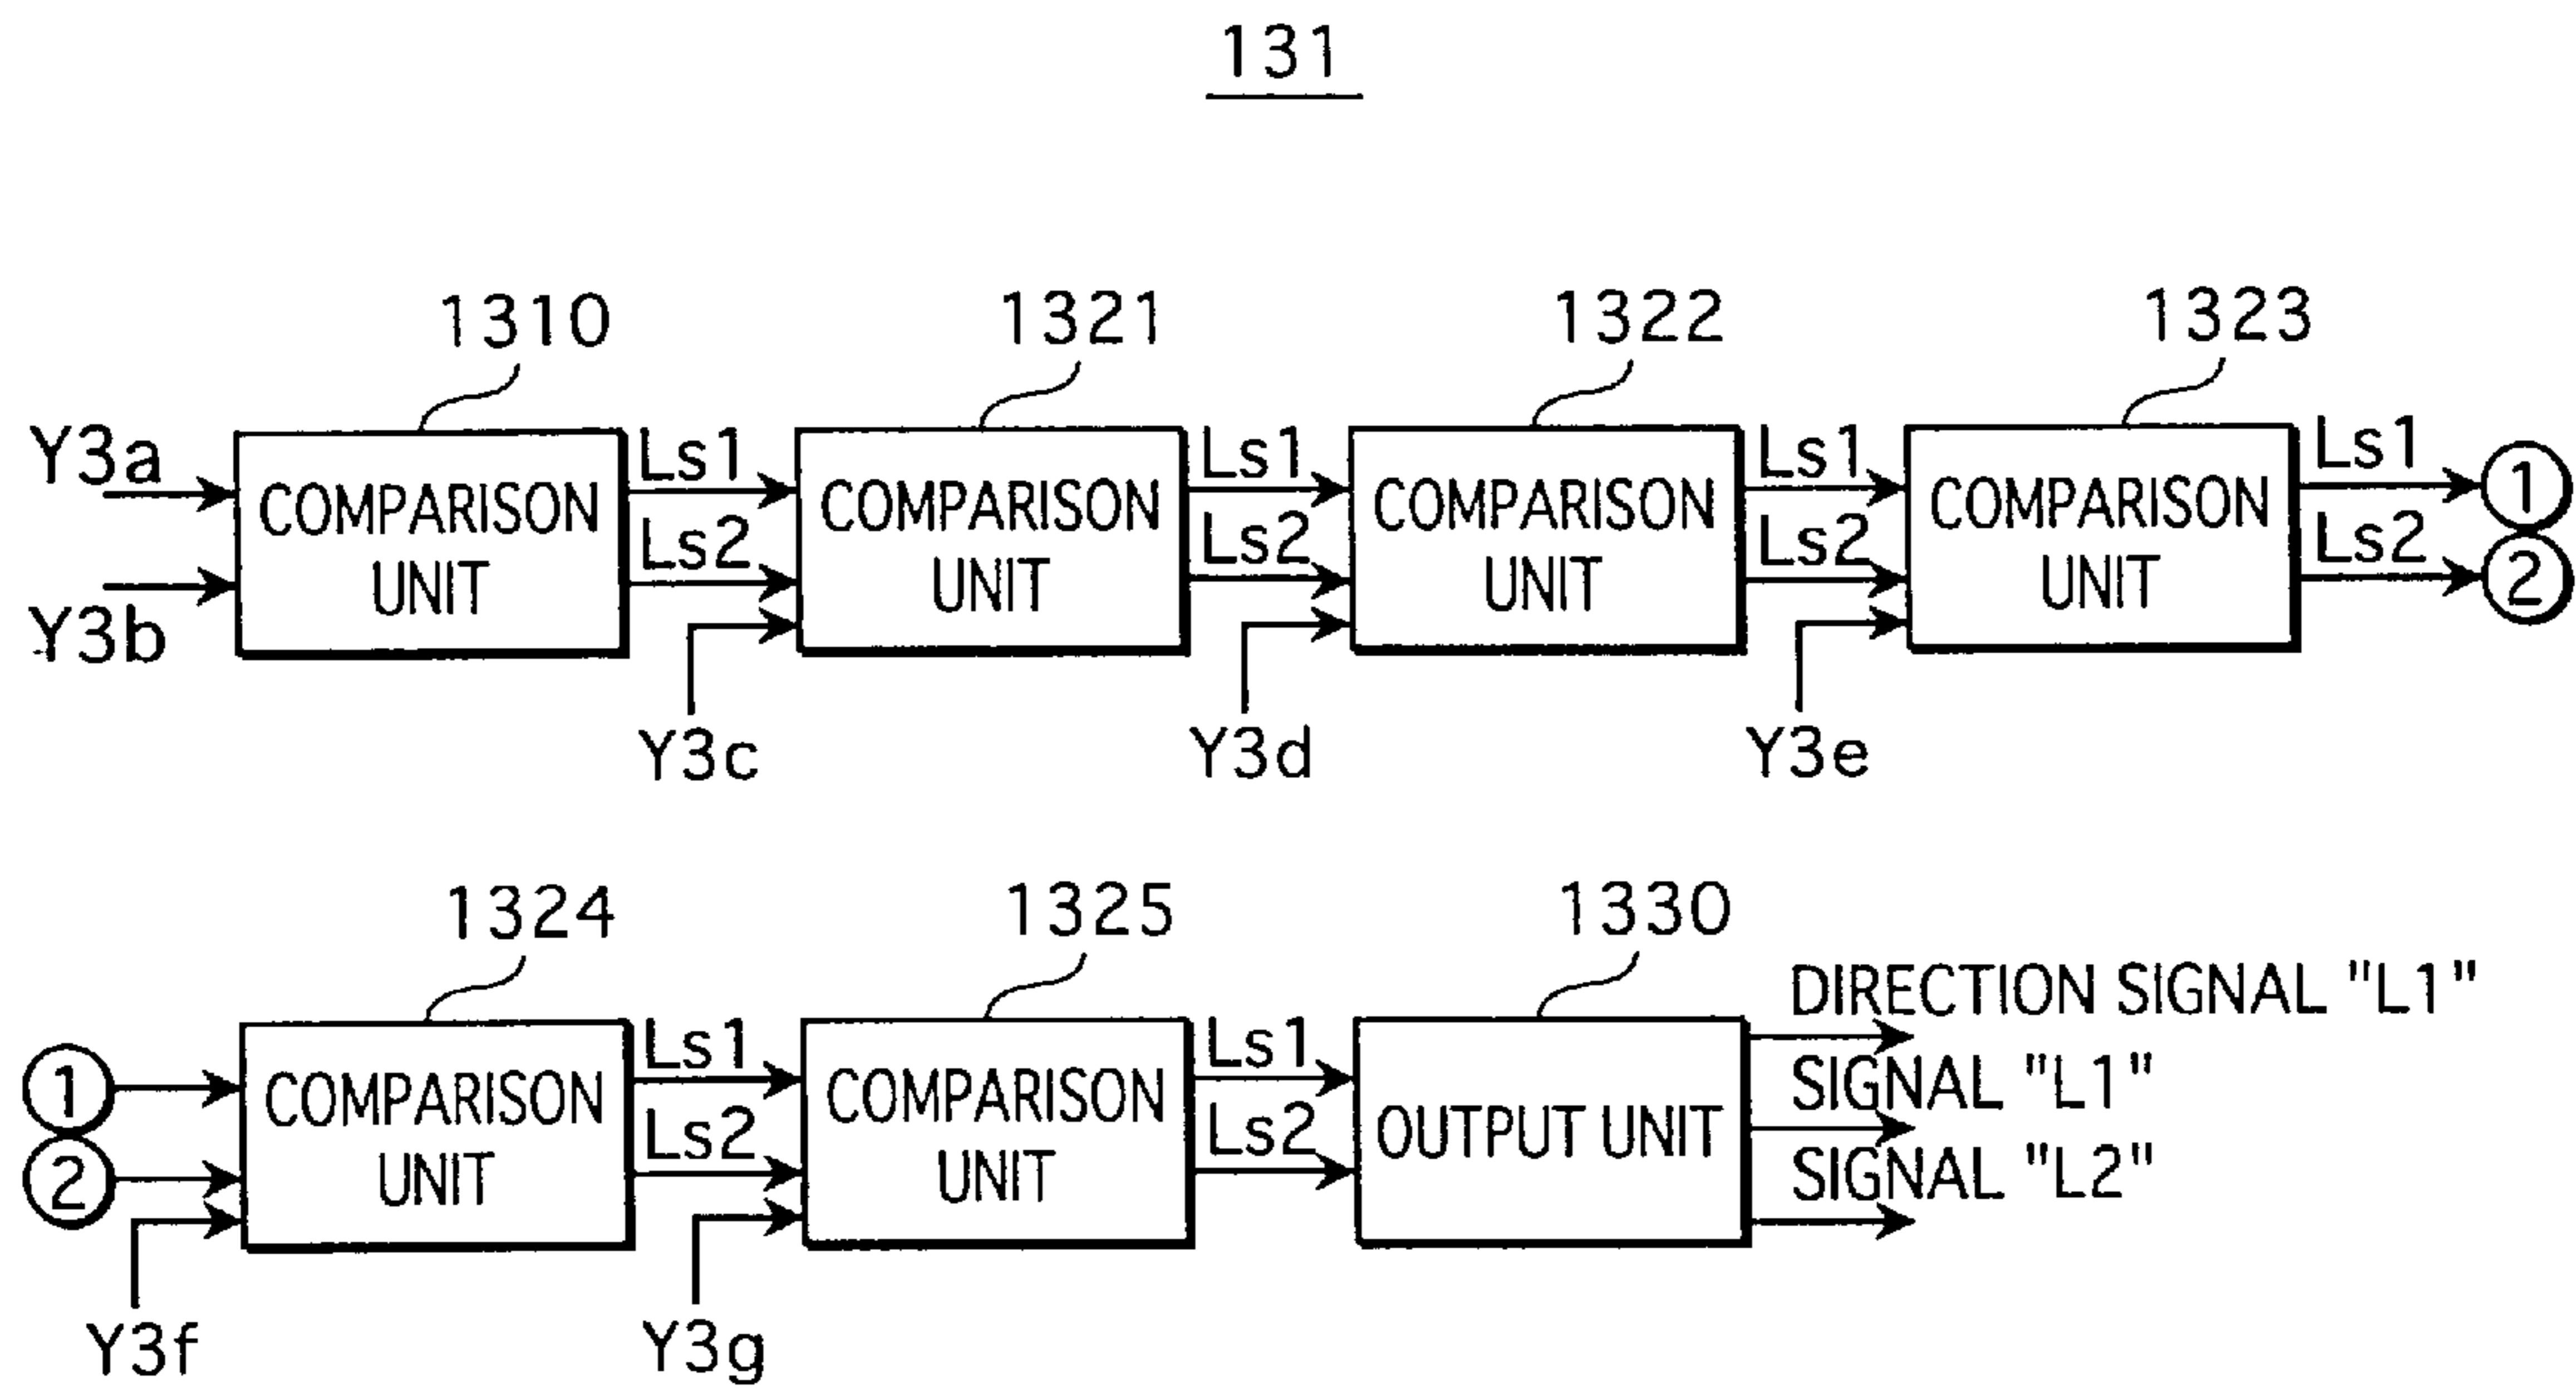 131
1310
1321
1322
1323
Y3a
Y3b
COMPARISON
UNIT
Ls1
Ls2
Y3c
COMPARISON
UNIT
Ls1
Ls2
Y3d
COMPARISON
UNIT
Ls1
Ls2
Y3e
COMPARISON
UNIT
Ls1
Ls2
1
2
1324
1325
1330
1
2
Y3f
COMPARISON
UNIT
Ls1
Ls2
Y3g
COMPARISON
UNIT
Ls1
Ls2
OUTPUT UNIT
DIRECTION SIGNAL "L1"
SIGNAL "L1"
SIGNAL "L2"